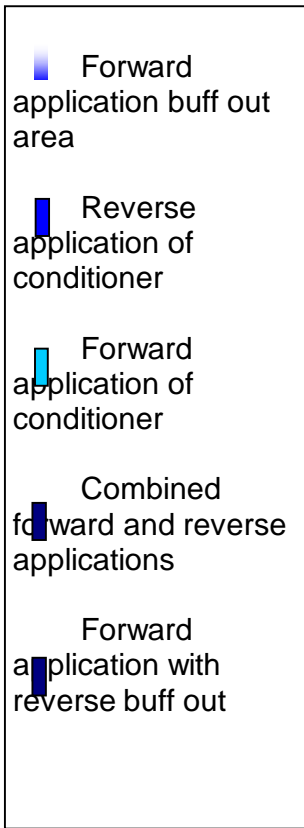 Forward
application buff out
area
Reverse
application of
conditioner
Forward
application of
conditioner
Combined
forward and reverse
applications
Forward
application with
reverse buff out